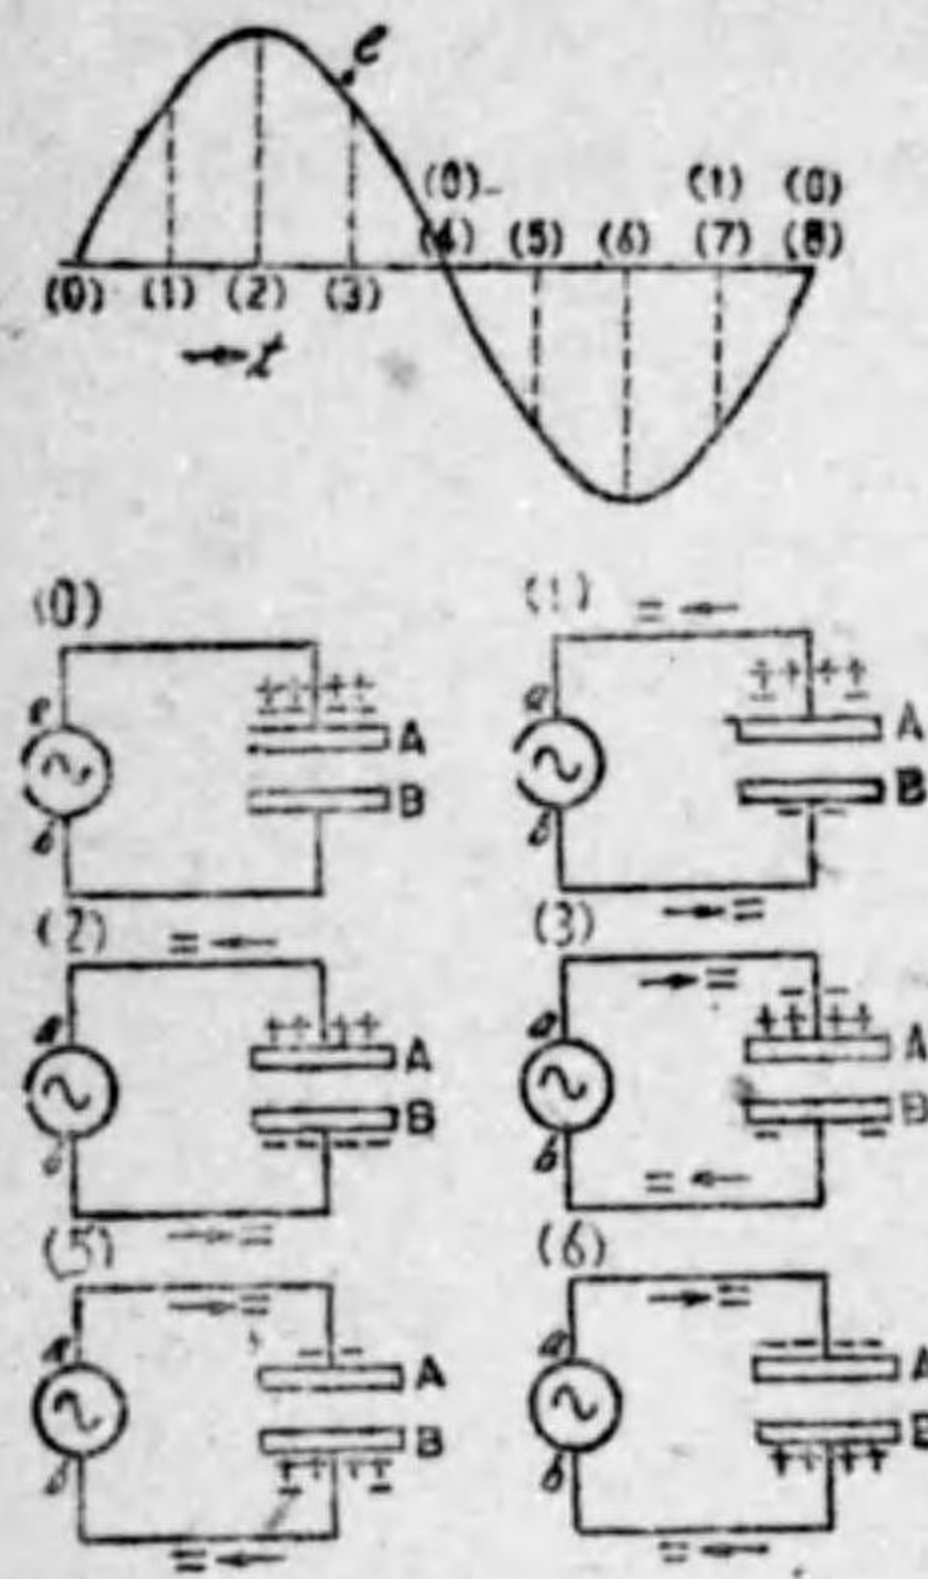 e
(0) (1) (0)
(4) (5) (6) (7) (8)
(0) (1) (2) (3)
→ t
(0) (1)
= ←
a
A A
B B
b b
→ =
(2) (3)
= ← → =
a a
A A
B B
b
→ = = ←
(5) (6)
→ = → =
a a
A A
B B
b b
= ← = ←